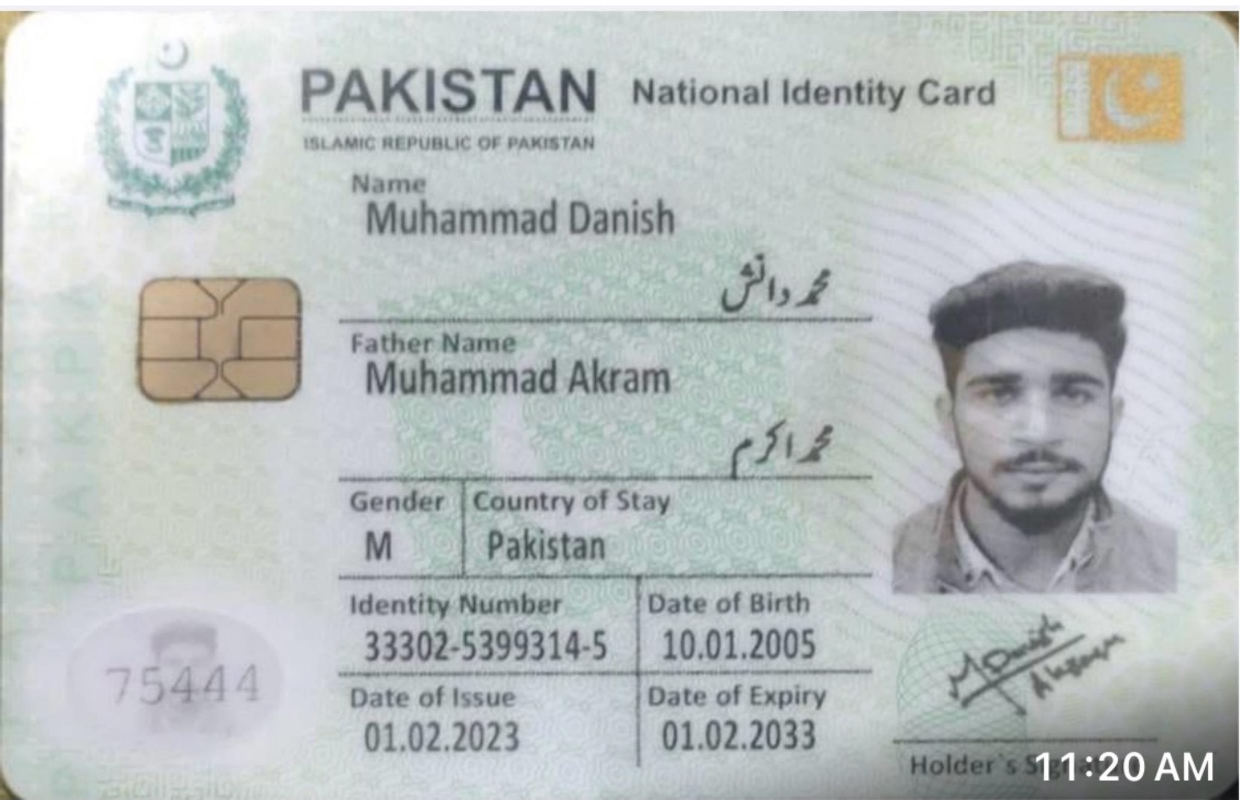 PAKISTAN National Identity Card
ISLAMIC REPUBLIC OF PAKISTAN
Name
Muhammad Danish
محمد دانش
Father Name
Muhammad Akram
محمد اکرم
Gender Country of Stay
M Pakistan
Identity Number Date of Birth
33302-5399314-5 10.01.2005
Date of Issue Date of Expiry
01.02.2023 01.02.2033
75444
M Danish
Holder's
11:20 AM